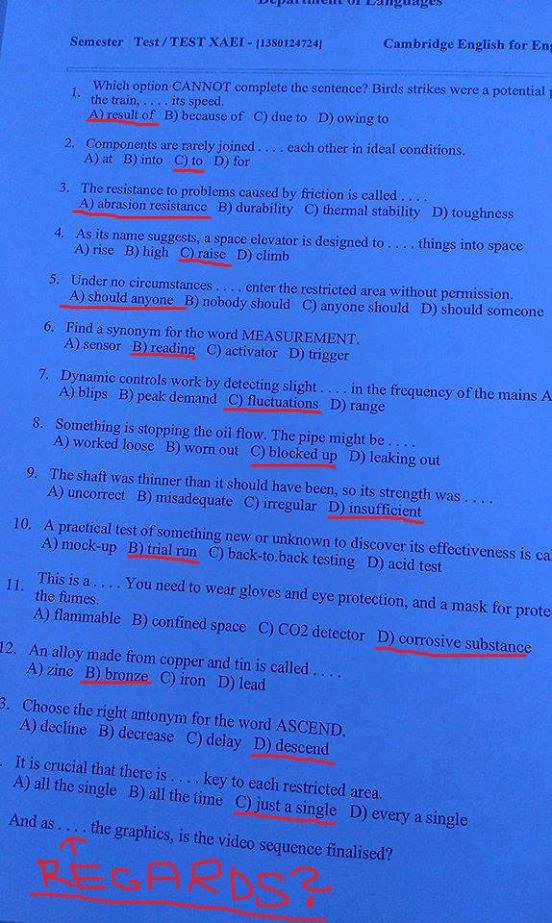 Department of Languages
Semester Test / TEST XAEI - [1380124724]
Cambridge English for
1. Which option CANNOT complete the sentence? Birds strikes were a potential
the train, . . . . its speed.
A) result of B) because of C) due to D) owing to
2. Components are rarely joined . . . . each other in ideal conditions.
A) at B) into C) to D) for
3. The resistance to problems caused by friction is called . . . .
A) abrasion resistance B) durability C) thermal stability D) toughness
4. As its name suggests, a space elevator is designed to . . . . things into space
A) rise B) high C) raise D) climb
5. Under no circumstances . . . . enter the restricted area without permission.
A) should anyone B) nobody should C) anyone should D) should someone
6. Find a synonym for the word MEASUREMENT.
A) sensor B) reading C) activator D) trigger
7. Dynamic controls work by detecting slight . . . . in the frequency of the mains A
A) blips B) peak demand C) fluctuations D) range
8. Something is stopping the oil flow. The pipe might be . . . .
A) worked loose B) worn out C) blocked up D) leaking out
9. The shaft was thinner than it should have been, so its strength was . . . .
A) uncorrect B) misadequate C) irregular D) insufficient
10. A practical test of something new or unknown to discover its effectiveness is
A) mock-up B) trial run C) back-to.back testing D) acid test
11. This is a . . . . You need to wear gloves and eye protection, and a mask for
the fumes.
A) flammable B) confined space C) CO2 detector D) corrosive substance
12. An alloy made from copper and tin is called . . . .
A) zinc B) bronze C) iron D) lead
3. Choose the right antonym for the word ASCEND.
A) decline B) decrease C) delay D) descend
. It is crucial that there is . . . . key to each restricted area.
A) all the single B) all the time C) just a single D) every a single
And as . . . . the graphics, is the video sequence finalised?
REGARDS?